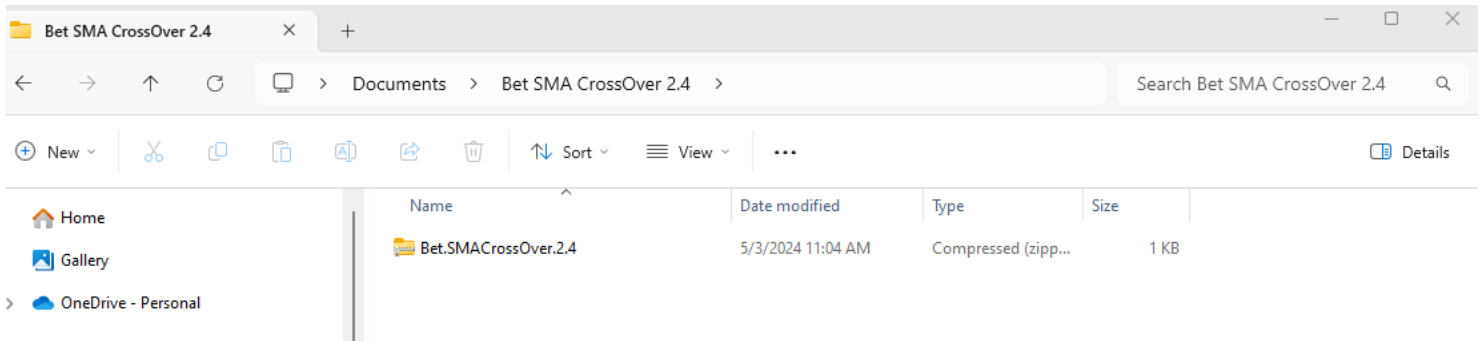 Bet SMA CrossOver 2.4
Documents > Bet SMA CrossOver 2.4 > Search Bet SMA CrossOver 2.4
New Sort View ... Details
Name Date modified Type Size
Home
Bet.SMACrossOver.2.4 5/3/2024 11:04 AM Compressed (zipp... 1 KB
Gallery
OneDrive - Personal